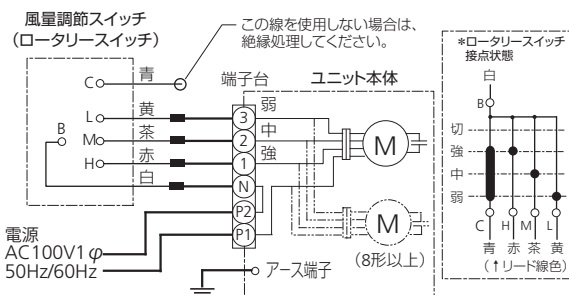 風量調節スイッチ
(ロータリースイッチ)
この線を使用しない場合は、
絶縁処理してください。
C 青
L 黄
B
M 茶
H 赤
白
端子台
ユニット本体
3 弱
2 中
1 強
N
P2
P1
M
M
(8形以上)
電源
AC100V1φ
50Hz/60Hz
アース端子
*ロータリースイッチ
接点状態
白
B
切
強
中
弱
C H M L
青 赤 茶 黄
(↑リード線色)